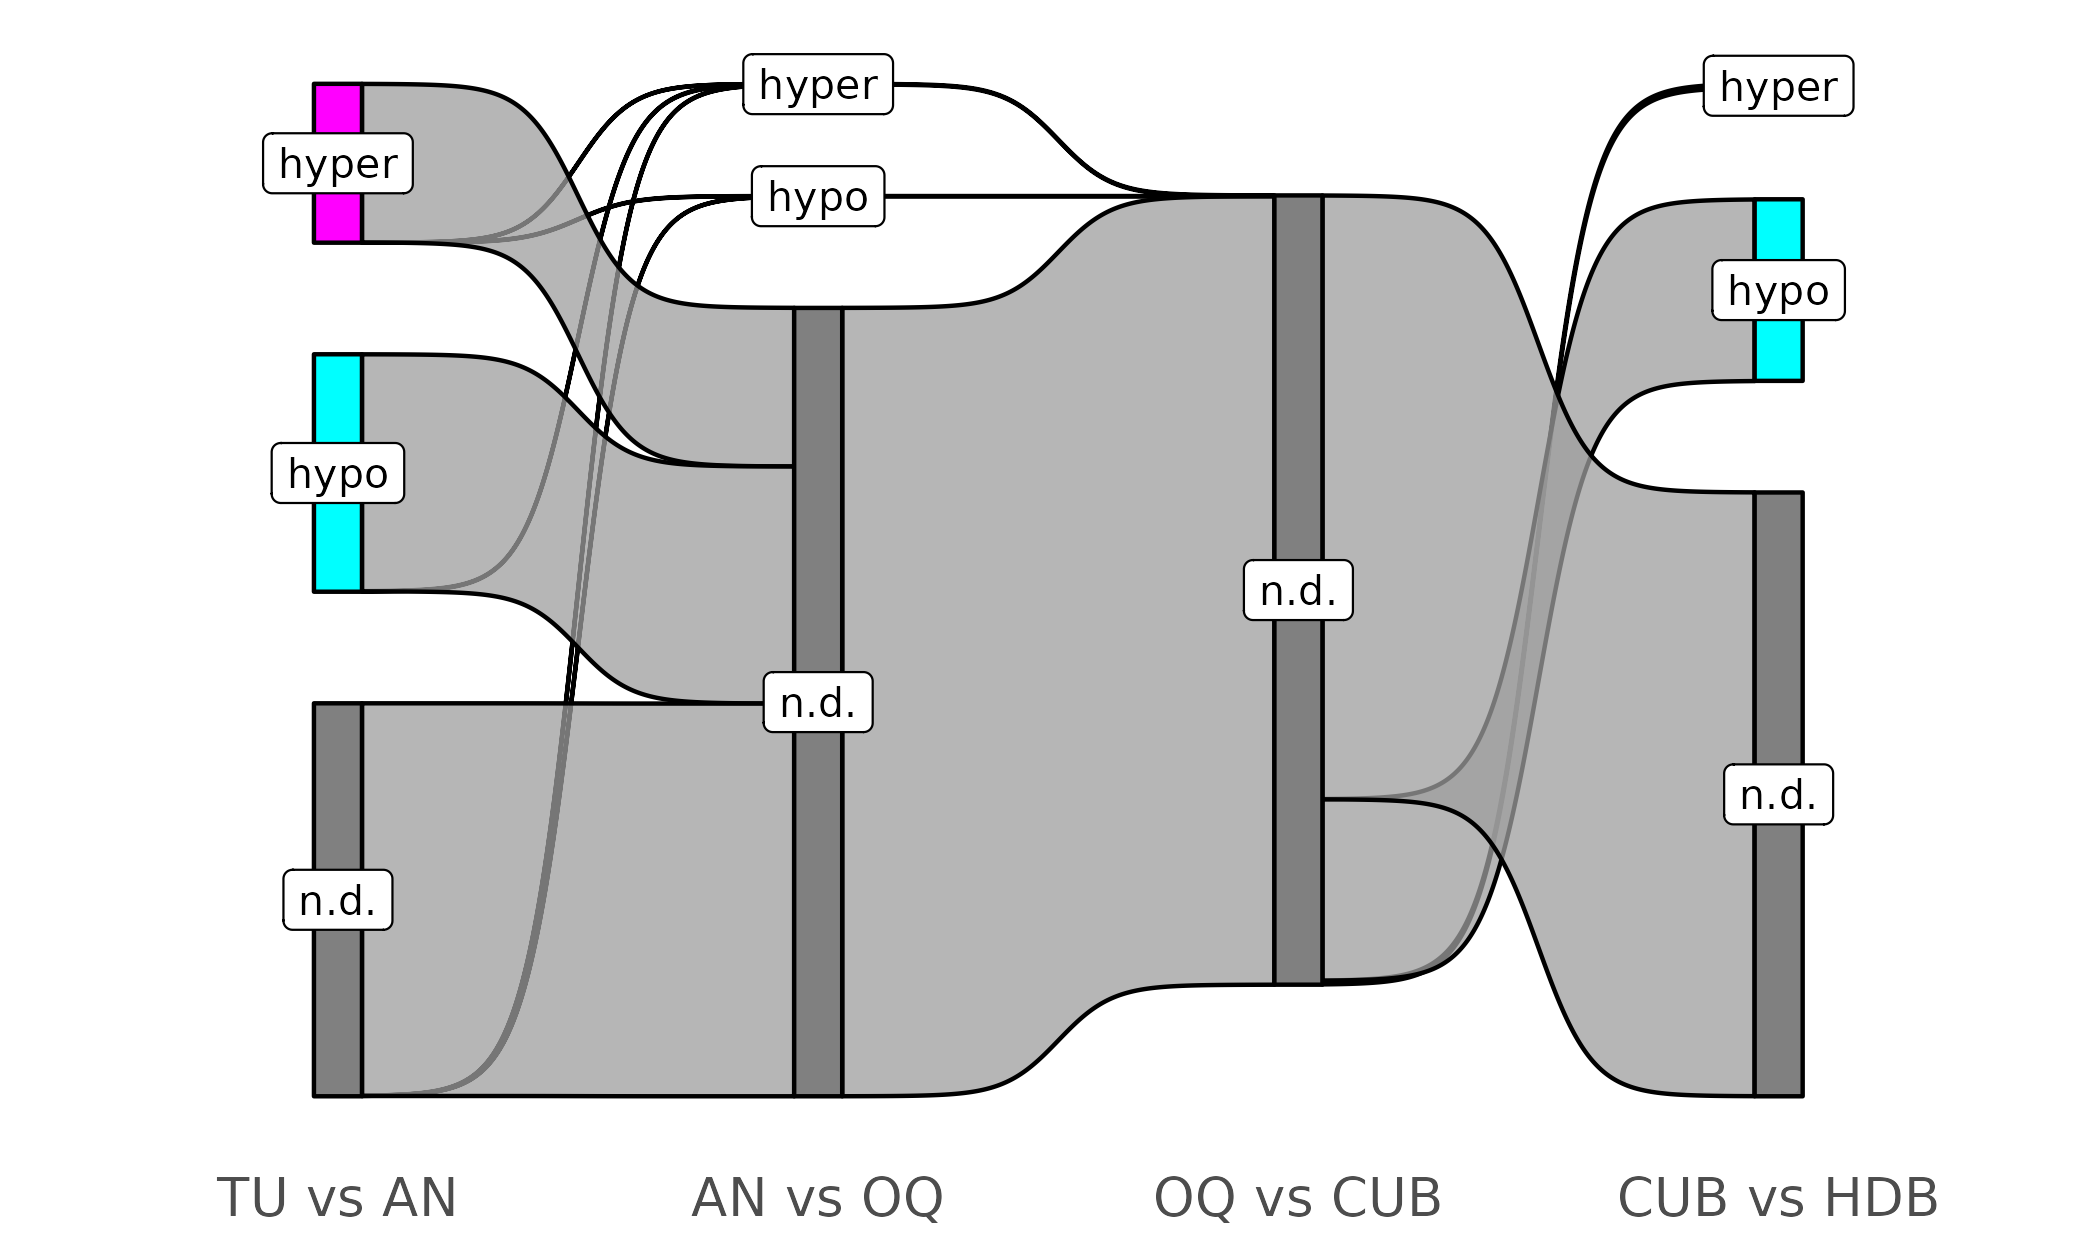 hyper
hyper
hyper
hypo
hypo
hypo
n.d.
n.d.
n.d.
n.d.
TU vs AN
AN vs OQ
OQ vs CUB
CUB vs HDB